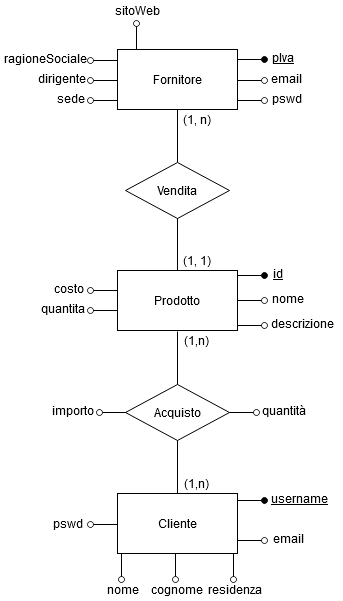 sitoWeb
ragioneSociale
dirigente
sede
Fornitore
pIva
email
pswd
(1, n)
Vendita
(1, 1)
costo
quantita
Prodotto
id
nome
descrizione
(1,n)
importo
Acquisto
quantità
(1,n)
pswd
Cliente
username
email
nome
cognome
residenza